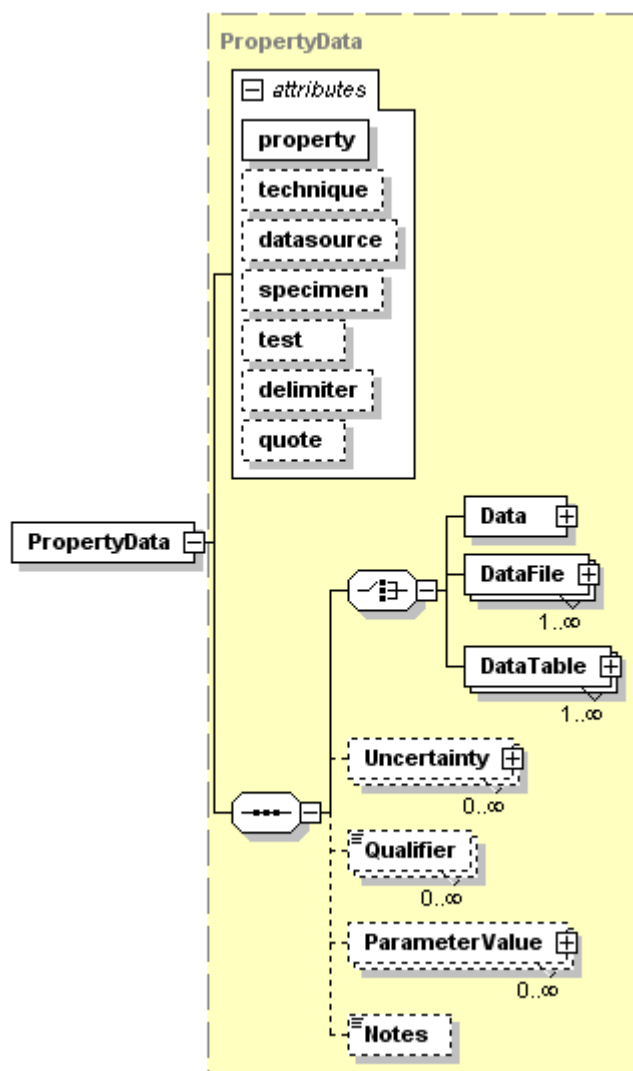 PropertyData
attributes
property
technique
datasource
specimen
test
delimiter
quote
PropertyData
Data
DataFile
1..∞
DataTable
1..∞
Uncertainty
0..∞
Qualifier
0..∞
ParameterValue
0..∞
Notes